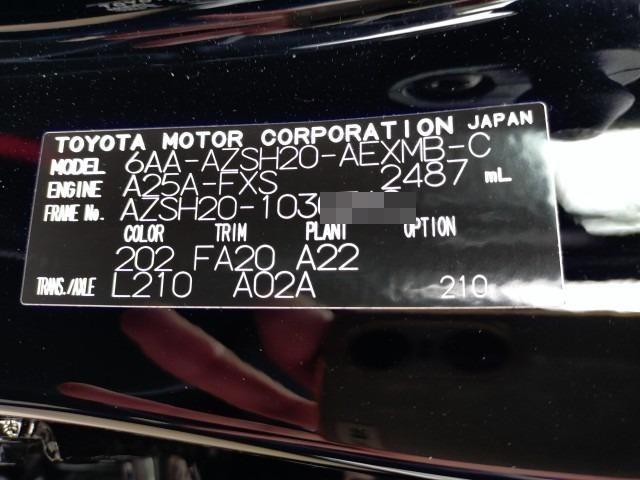 TOYOTA MOTOR CORPORATION JAPAN
MODEL 6AA-AZSH20-AEXMB-C
ENGINE A25A-FXS 2487 mL
FRAME No. AZSH20-103
COLOR TRIM PLANT OPTION
202 FA20 A22
TRANS./AXLE L210 A02A 210